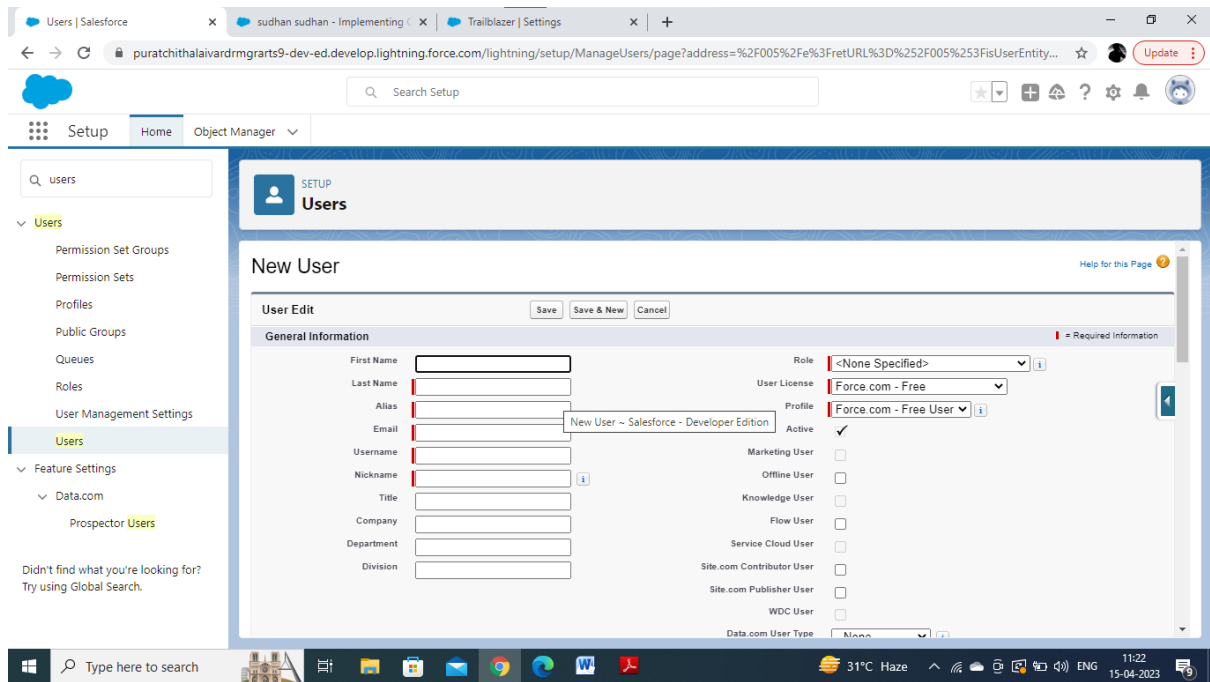 Users | Salesforce
sudhan sudhan - Implementing
Trailblazer | Settings
puratchithalaivardrmgrarts9-dev-ed.develop.lightning.force.com/lightning/setup/ManageUsers/page?address=%2F005%2Fe%3FretURL%3D%252F005%253FisUserEntity...
Update
Search Setup
Setup
Home
Object Manager
users
SETUP
Users
Users
Permission Set Groups
Permission Sets
Profiles
Public Groups
Queues
Roles
User Management Settings
Users
Feature Settings
Data.com
Prospector Users
Didn't find what you're looking for?
Try using Global Search.
New User
Help for this Page ?
User Edit
Save
Save & New
Cancel
General Information
= Required Information
First Name
Last Name
Alias
Email
Username
Nickname
i
Title
Company
Department
Division
Role <None Specified> i
User License Force.com - Free
Profile Force.com - Free User i
New User ~ Salesforce - Developer Edition
Active
Marketing User
Offline User
Knowledge User
Flow User
Service Cloud User
Site.com Contributor User
Site.com Publisher User
WDC User
Data.com User Type
None
Type here to search
31°C Haze
ENG
11:22
15-04-2023
9